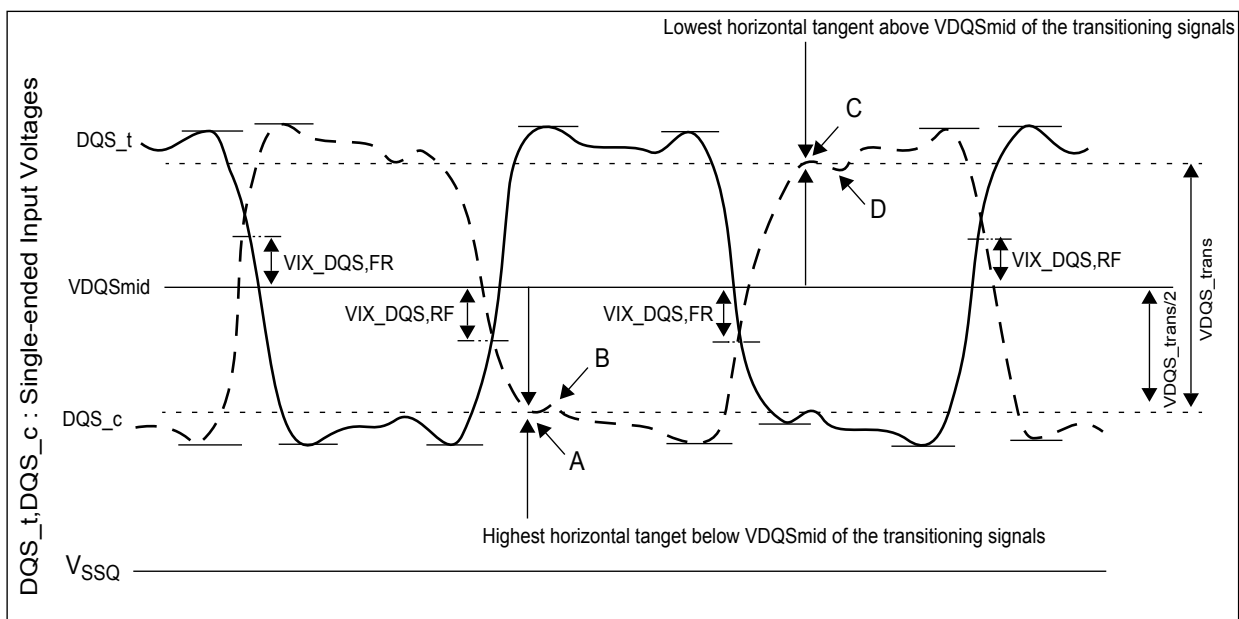 Lowest horizontal tangent above VDQSmid of the transitioning signals
DQS_t,DQS_c : Single-ended Input Voltages
DQS_t
C
D
VIX_DQS,FR
VIX_DQS,RF
VDQSmid
VIX_DQS,RF
VIX_DQS,FR
VDQS_trans/2
VDQS_trans
B
DQS_c
A
Highest horizontal tanget below VDQSmid of the transitioning signals
VSSQ